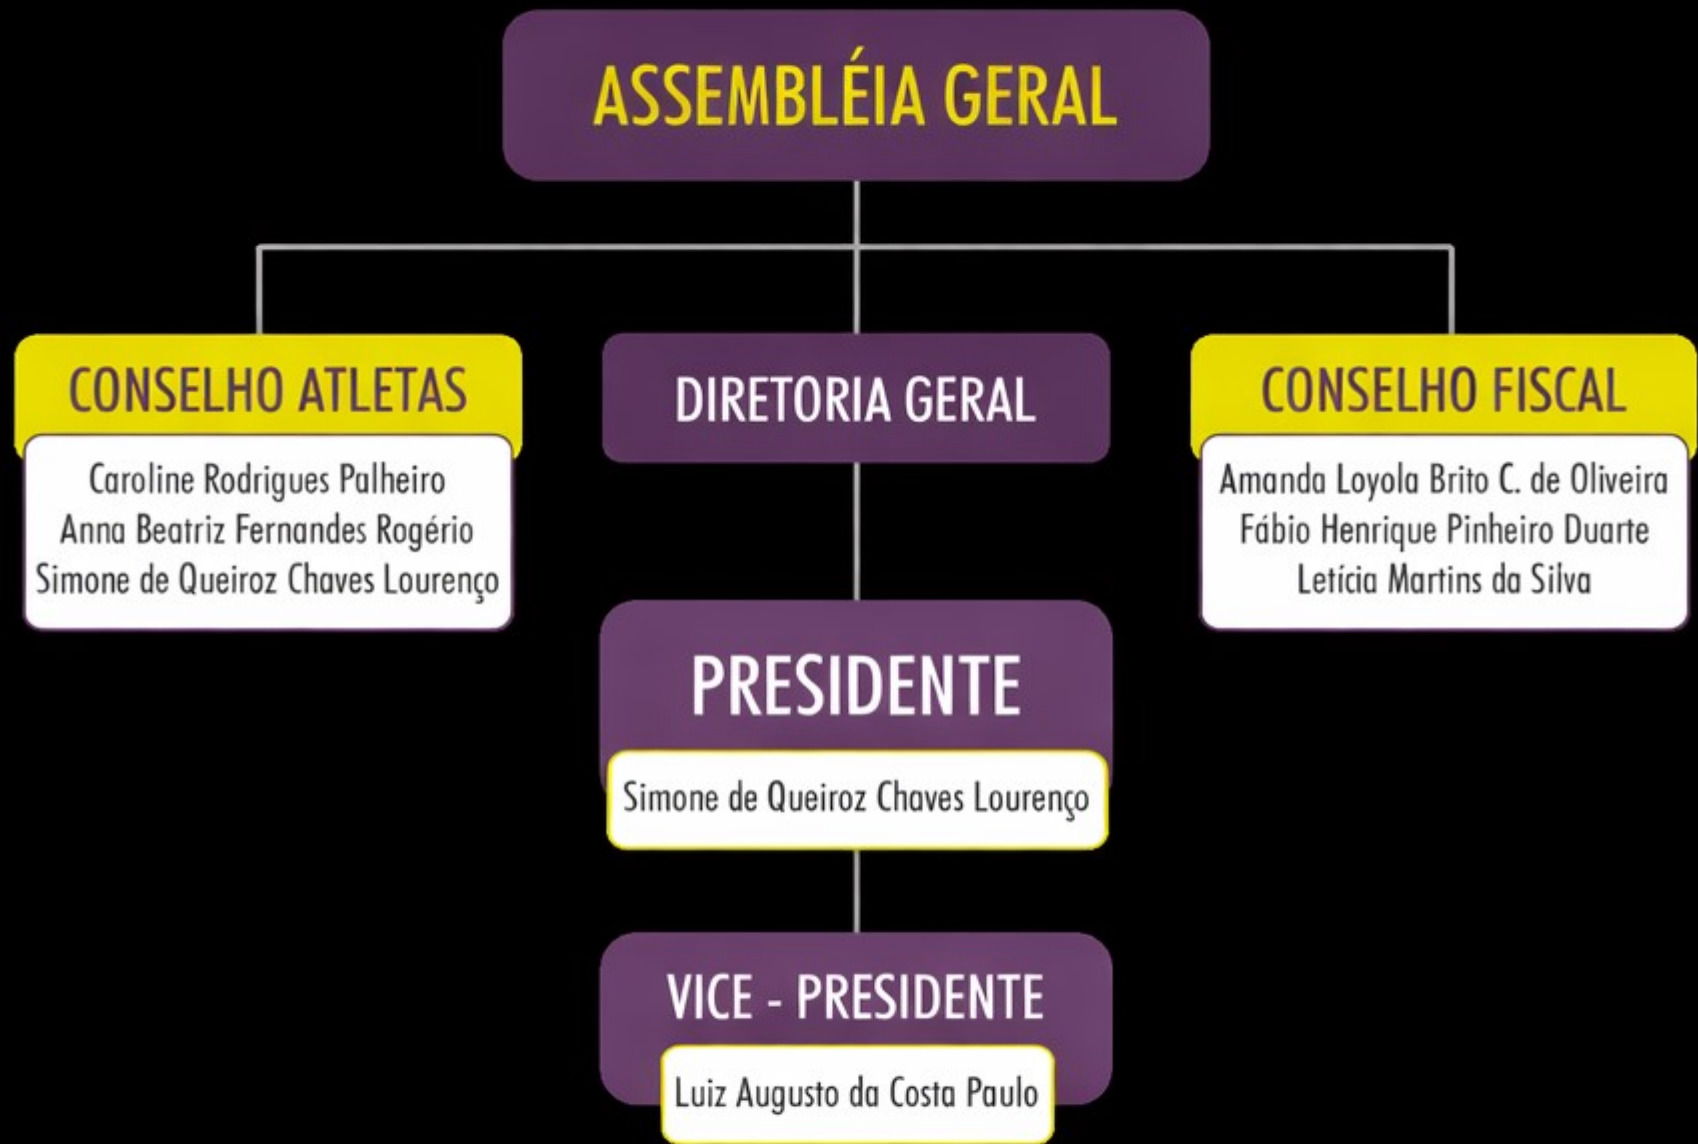 ASSEMBLÉIA GERAL
CONSELHO ATLETAS
Caroline Rodrigues Palheiro
Anna Beatriz Fernandes Rogério
Simone de Queiroz Chaves Lourenço
DIRETORIA GERAL
CONSELHO FISCAL
Amanda Loyola Brito C. de Oliveira
Fábio Henrique Pinheiro Duarte
Letícia Martins da Silva
PRESIDENTE
Simone de Queiroz Chaves Lourenço
VICE - PRESIDENTE
Luiz Augusto da Costa Paulo